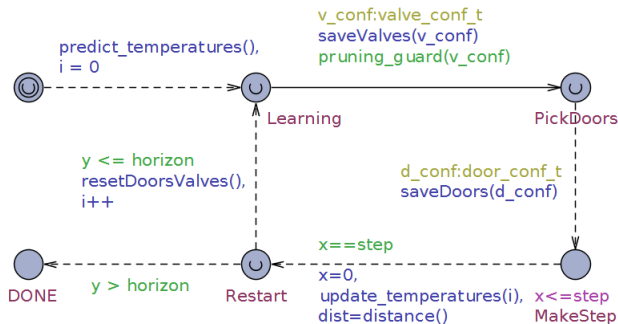 v_conf:valve_conf_t
saveValves(v_conf)
pruning_guard(v_conf)
predict_temperatures(),
i = 0
Learning
PickDoors
y <= horizon
resetDoorsValves(),
i++
d_conf:door_conf_t
saveDoors(d_conf)
x==step
x=0,
update_temperatures(i),
dist=distance()
y > horizon
DONE
Restart
x<=step
MakeStep